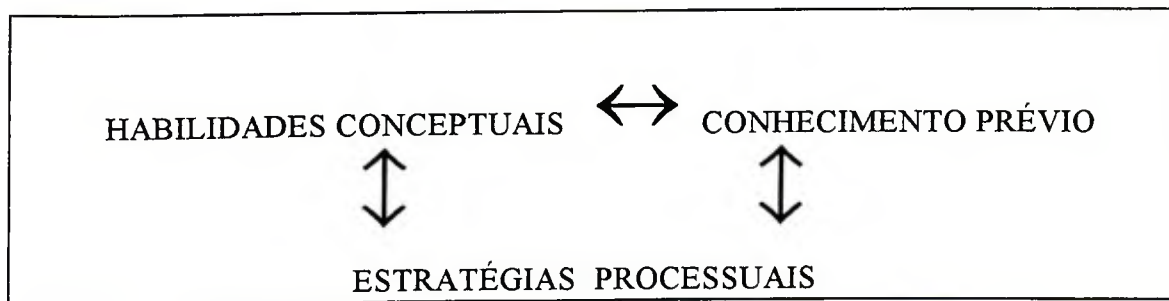 HABILIDADES CONCEPTUAIS ↔ CONHECIMENTO PRÉVIO
ESTRATÉGIAS PROCESSUAIS